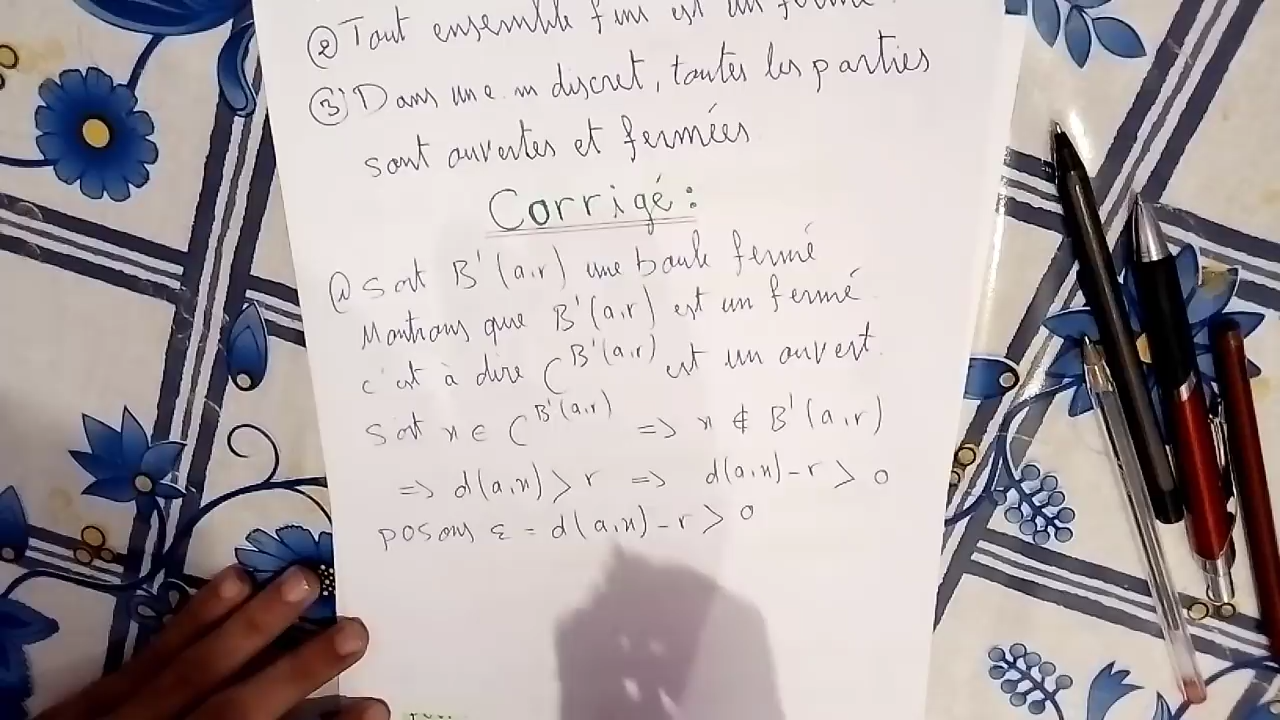 ② Tout ensemble fini est un fermé.
③ Dans un e.m discret, toutes les parties
sont ouvertes et fermées
Corrigé:
① Soit B'(a,r) une boule fermé
Montrons que B'(a,r) est un fermé
c'est à dire C^B'(a,r) est un ouvert.
Soit x ∈ C^B'(a,r) => x ∉ B'(a,r)
=> d(a,x) > r => d(a,x) - r > 0
posons ε = d(a,x) - r > 0